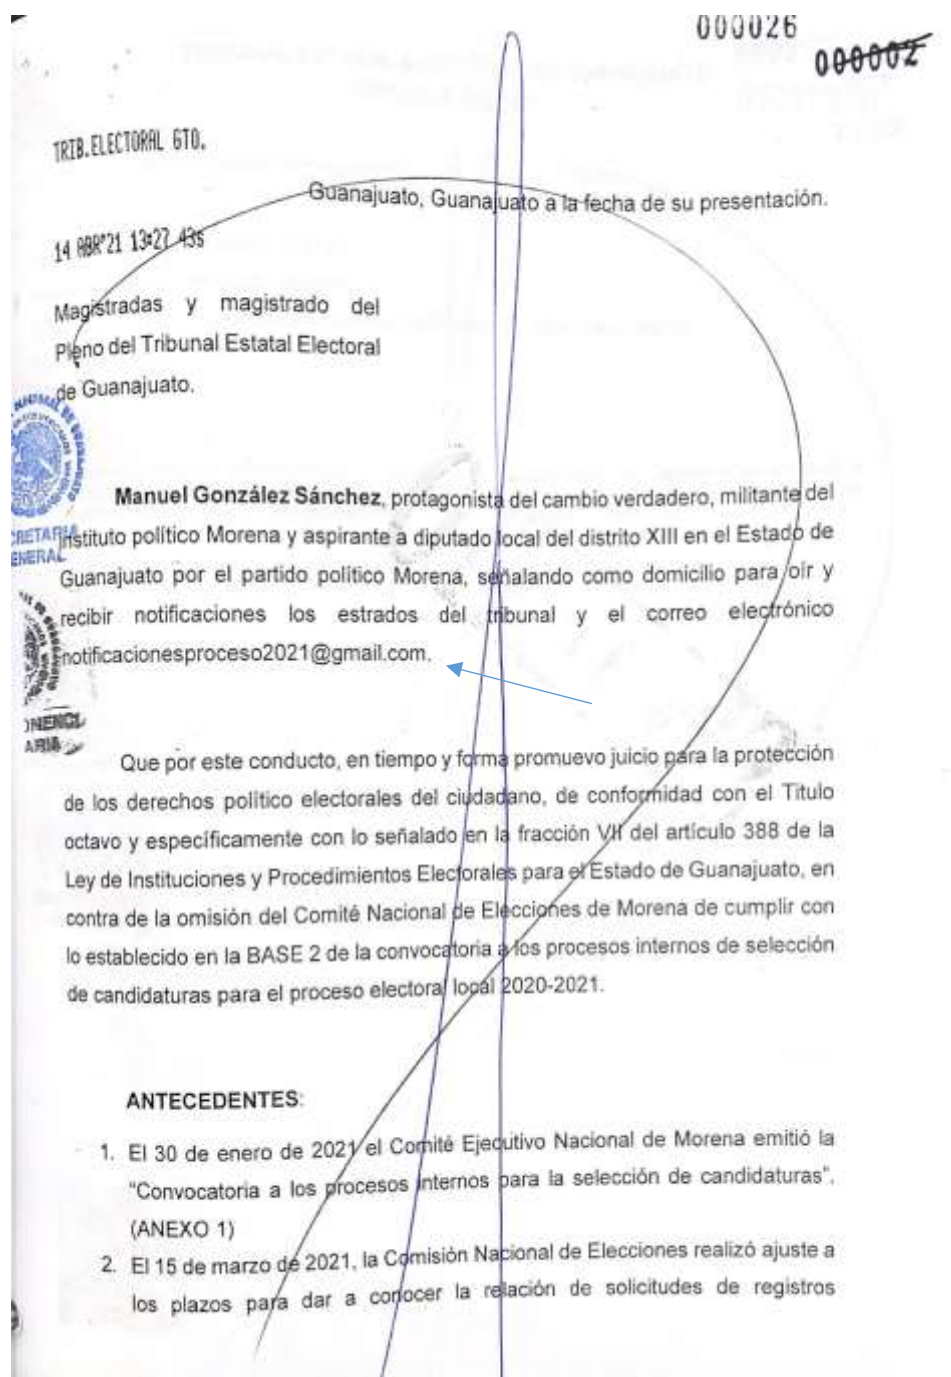 000026
000002
TRIB.ELECTORAL GTO.
Guanajuato, Guanajuato a la fecha de su presentación.
14 ABR'21 13:27 43s
Magistradas y magistrado del
Pleno del Tribunal Estatal Electoral
de Guanajuato.
Manuel González Sánchez, protagonista del cambio verdadero, militante del
instituto político Morena y aspirante a diputado local del distrito XIII en el Estado de
Guanajuato por el partido político Morena, señalando como domicilio para oír y
recibir notificaciones los estrados del tribunal y el correo electrónico
notificacionesproceso2021@gmail.com.
Que por este conducto, en tiempo y forma promuevo juicio para la protección
de los derechos político electorales del ciudadano, de conformidad con el Titulo
octavo y específicamente con lo señalado en la fracción VII del artículo 388 de la
Ley de Instituciones y Procedimientos Electorales para el Estado de Guanajuato, en
contra de la omisión del Comité Nacional de Elecciones de Morena de cumplir con
lo establecido en la BASE 2 de la convocatoria a los procesos internos de selección
de candidaturas para el proceso electoral local 2020-2021.
ANTECEDENTES:
1. El 30 de enero de 2021 el Comité Ejecutivo Nacional de Morena emitió la
"Convocatoria a los procesos internos para la selección de candidaturas".
(ANEXO 1)
2. El 15 de marzo de 2021, la Comisión Nacional de Elecciones realizó ajuste a
los plazos para dar a conocer la relación de solicitudes de registros